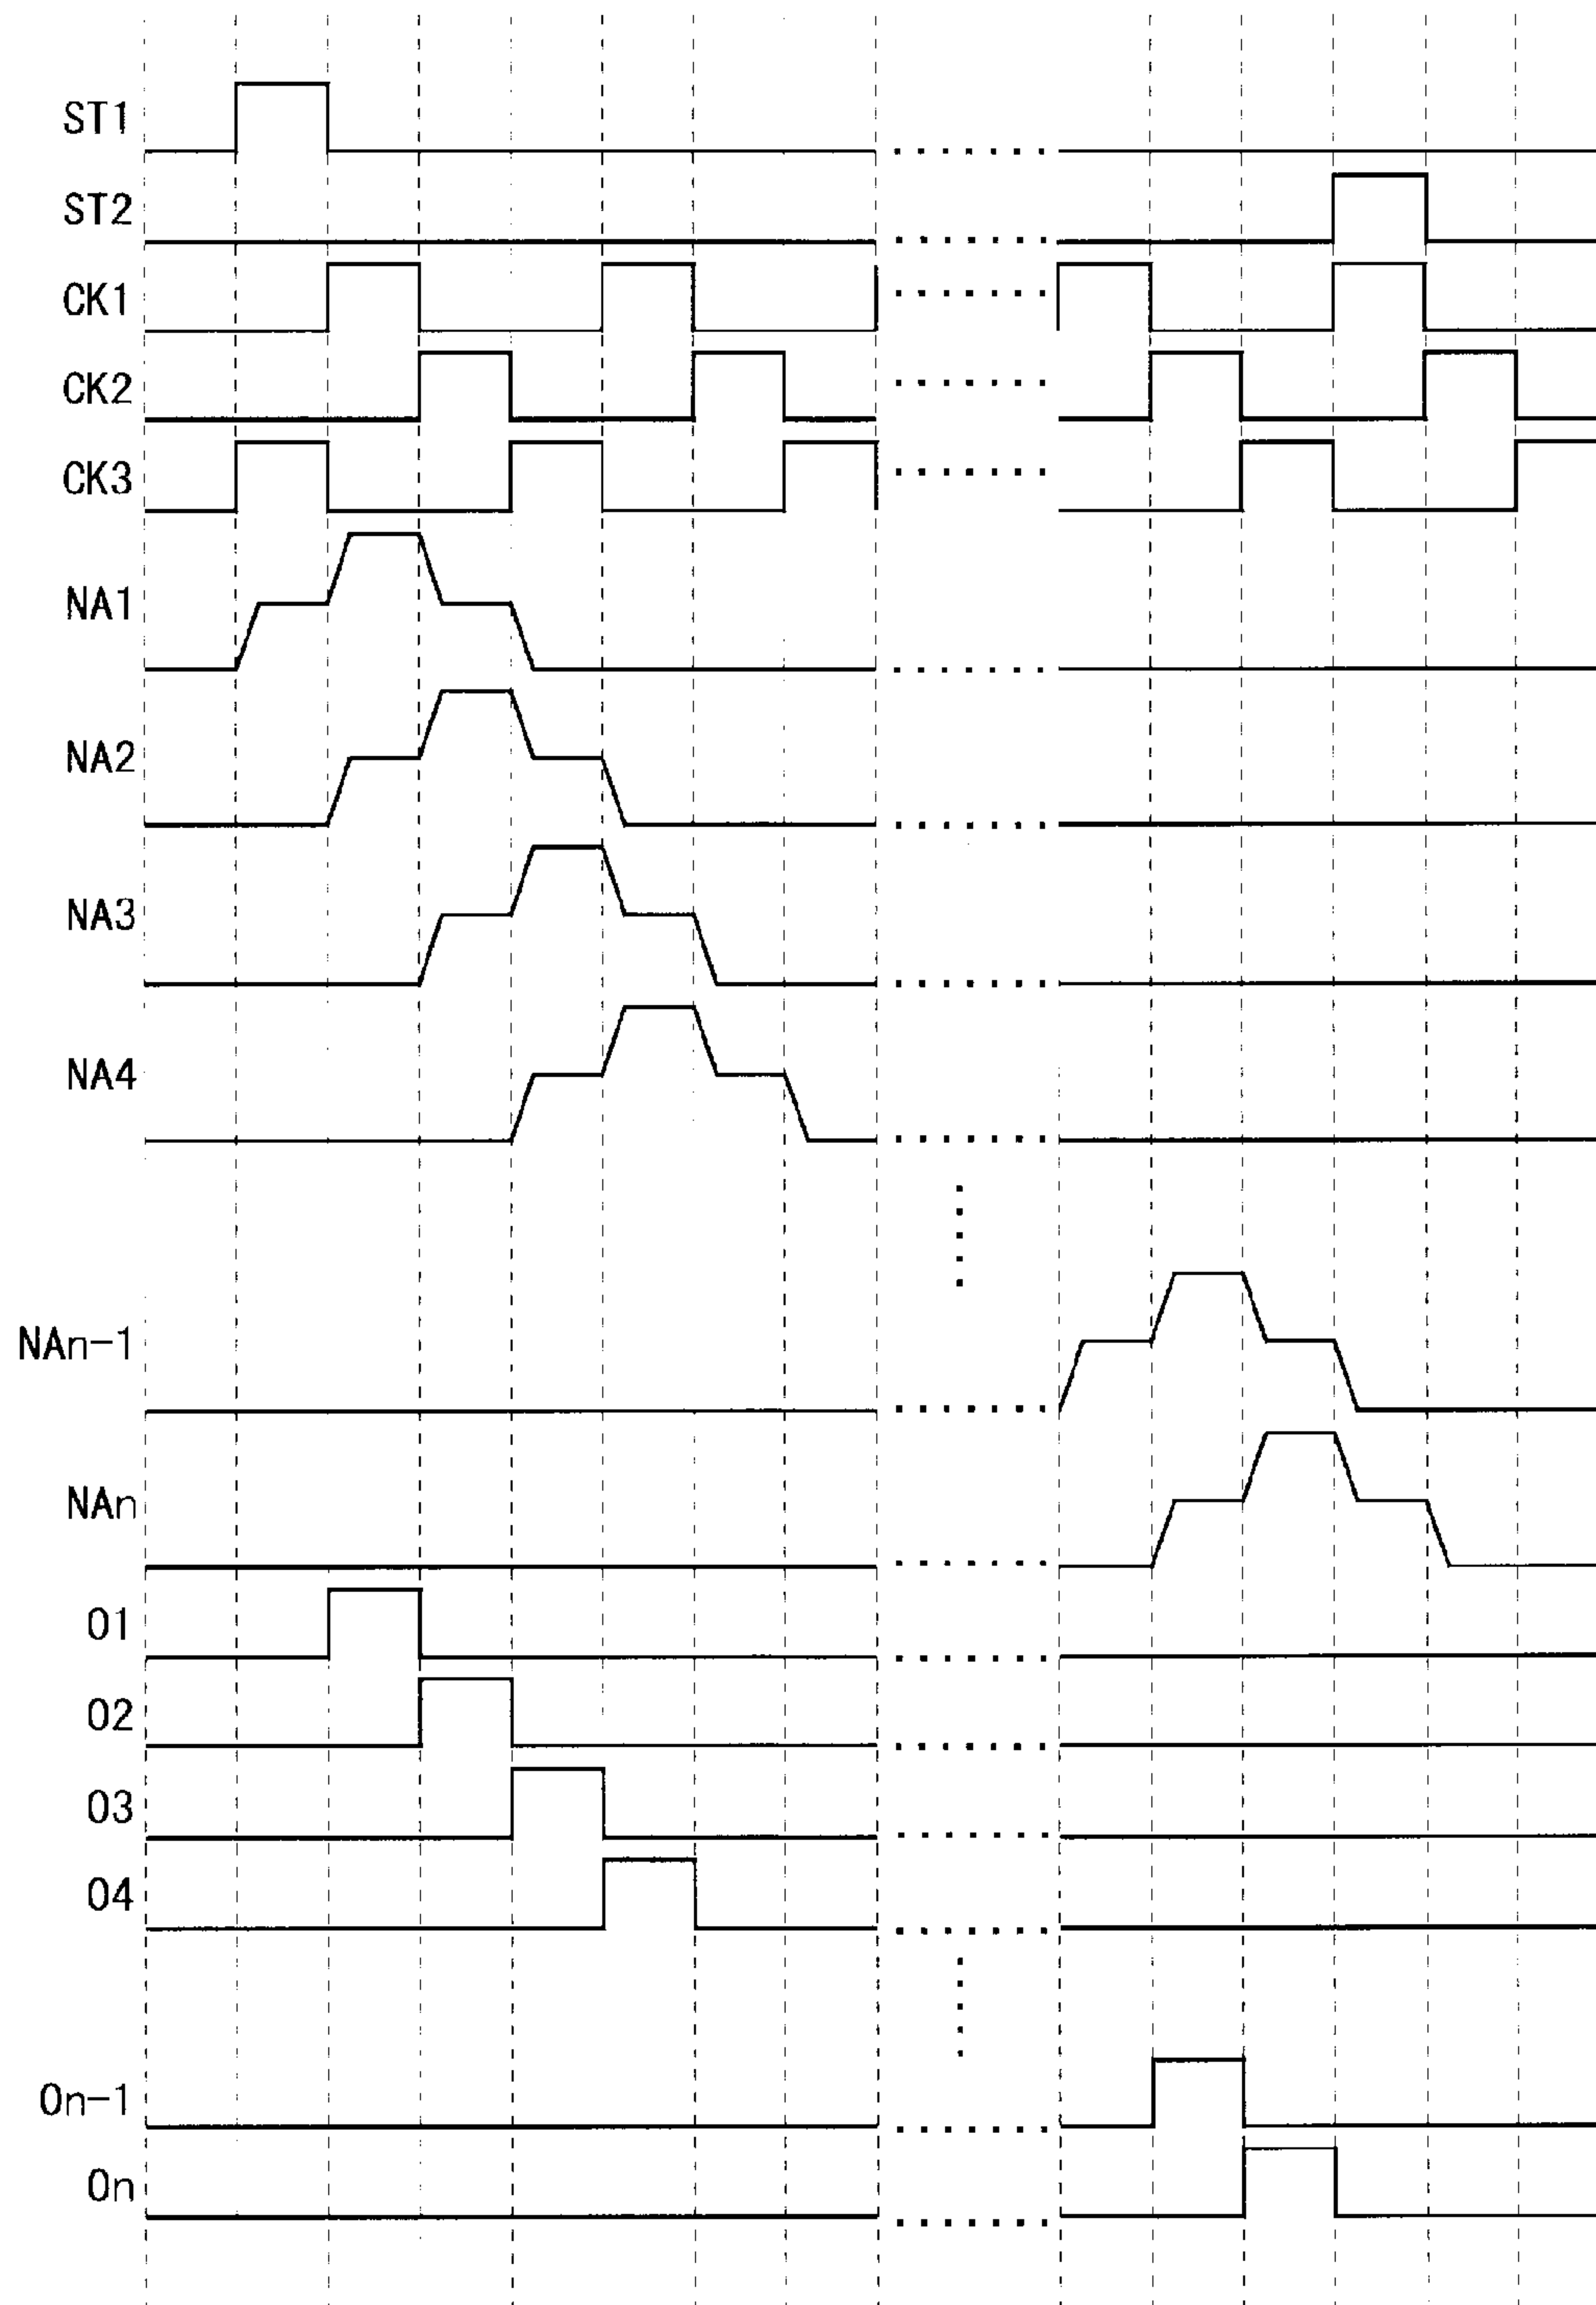 ST1
ST2
CK1
CK2
CK3
NA1
NA2
NA3
NA4
NAn-1
NAn
O1
O2
O3
O4
On-1
On